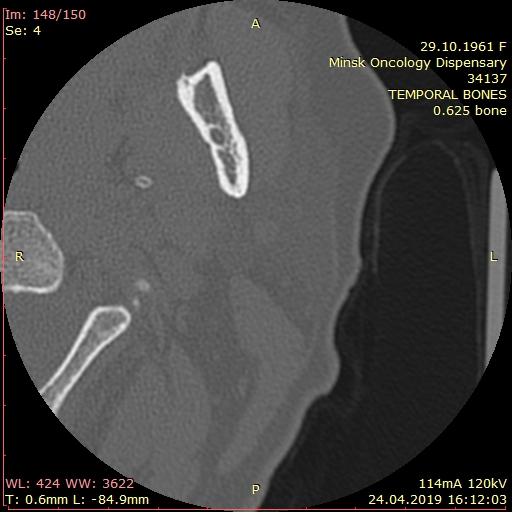 Im: 148/150
Se: 4
A
29.10.1961 F
Minsk Oncology Dispensary
34137
TEMPORAL BONES
0.625 bone
R
L
WL: 424 WW: 3622
T: 0.6mm L: -84.9mm
P
114mA 120kV
24.04.2019 16:12:03